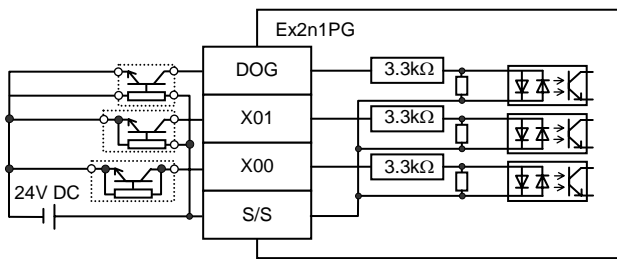 Ex2n1PG
DOG
3.3kΩ
X01
3.3kΩ
X00
3.3kΩ
24V DC
S/S